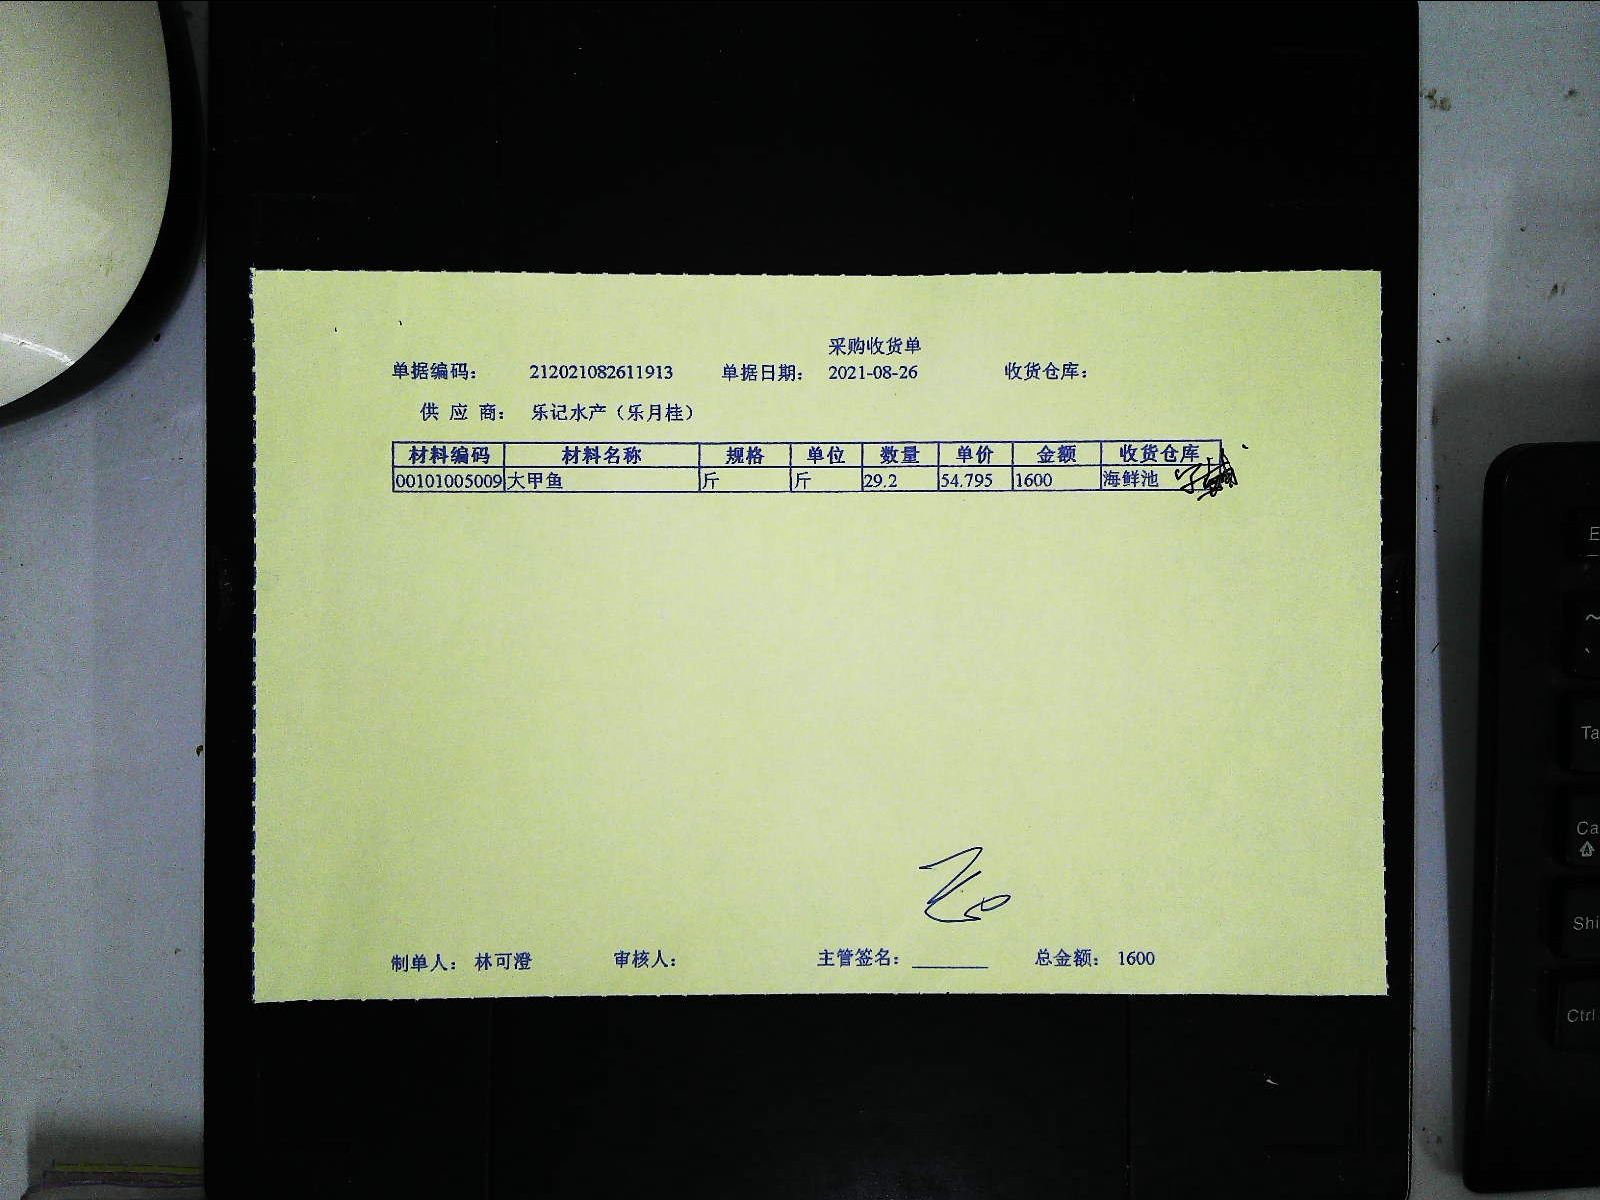 采购收货单
单据编码： 212021082611913 单据日期： 2021-08-26 收货仓库：
供 应 商： 乐记水产（乐月桂）
材料编码 材料名称 规格 单位 数量 单价 金额 收货仓库
00101005009 大甲鱼 斤 斤 29.2 54.795 1600 海鲜池
制单人： 林可澄 审核人： 主管签名： 总金额： 1600
E
~
Ta
Ca
Shi
Ctrl